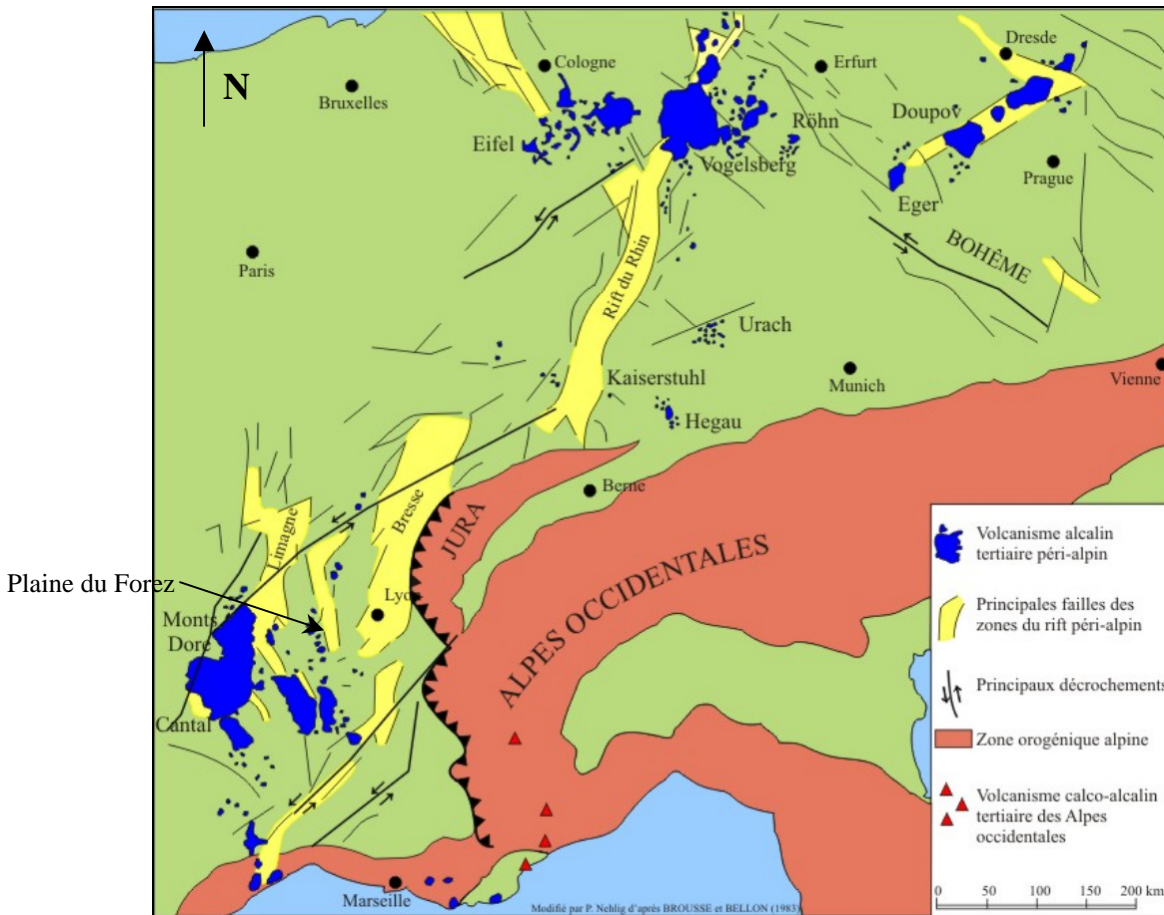 N
Bruxelles
Cologne
Erfurt
Dresde
Eifel
Vogelsberg
Röhn
Doupov
Prague
Eger
BOHÊME
Paris
Rift du Rhin
Urach
Kaiserstuhl
Munich
Vienne
Hegau
Berne
JURA
Bresse
Limagne
ALPES OCCIDENTALES
Plaine du Forez
Lyon
Monts
Dore
Cantal
Marseille
Volcanisme alcalin
tertiaire péri-alpin
Principales failles des
zones du rift péri-alpin
Principaux décrochements
Zone orogénique alpine
Volcanisme calco-alcalin
tertiaire des Alpes
occidentales
0 50 100 150 200 km
Modifié par P. Nehlig d'après BROUSSE et BELLON (1983)